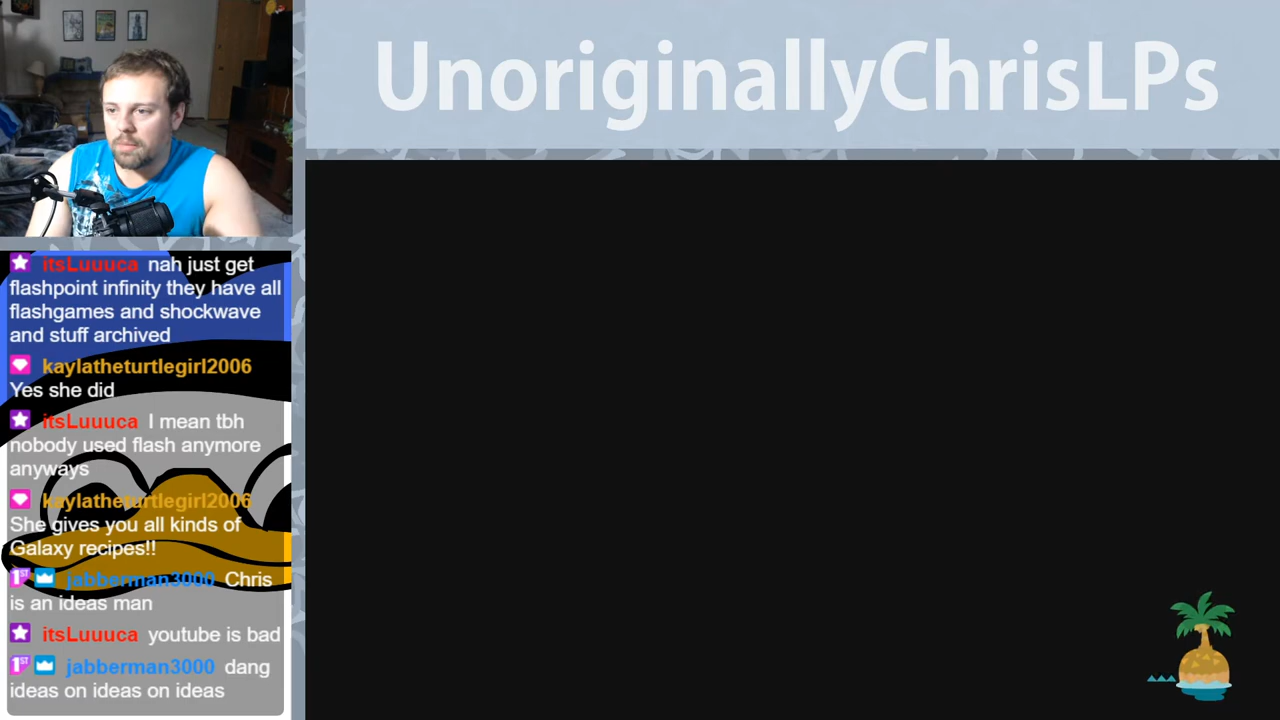 UnoriginallyChrisLPs
itsLuuuca nah just get
flashpoint infinity they have all
flashgames and shockwave
and stuff archived
kaylatheturtlegirl2006
Yes she did
itsLuuuca I mean tbh
nobody used flash anymore
anyways
kaylatheturtlegirl2006
She gives you all kinds of
Galaxy recipes!!
1ST jabberman3000 Chris
is an ideas man
itsLuuuca youtube is bad
1ST jabberman3000 dang
ideas on ideas on ideas